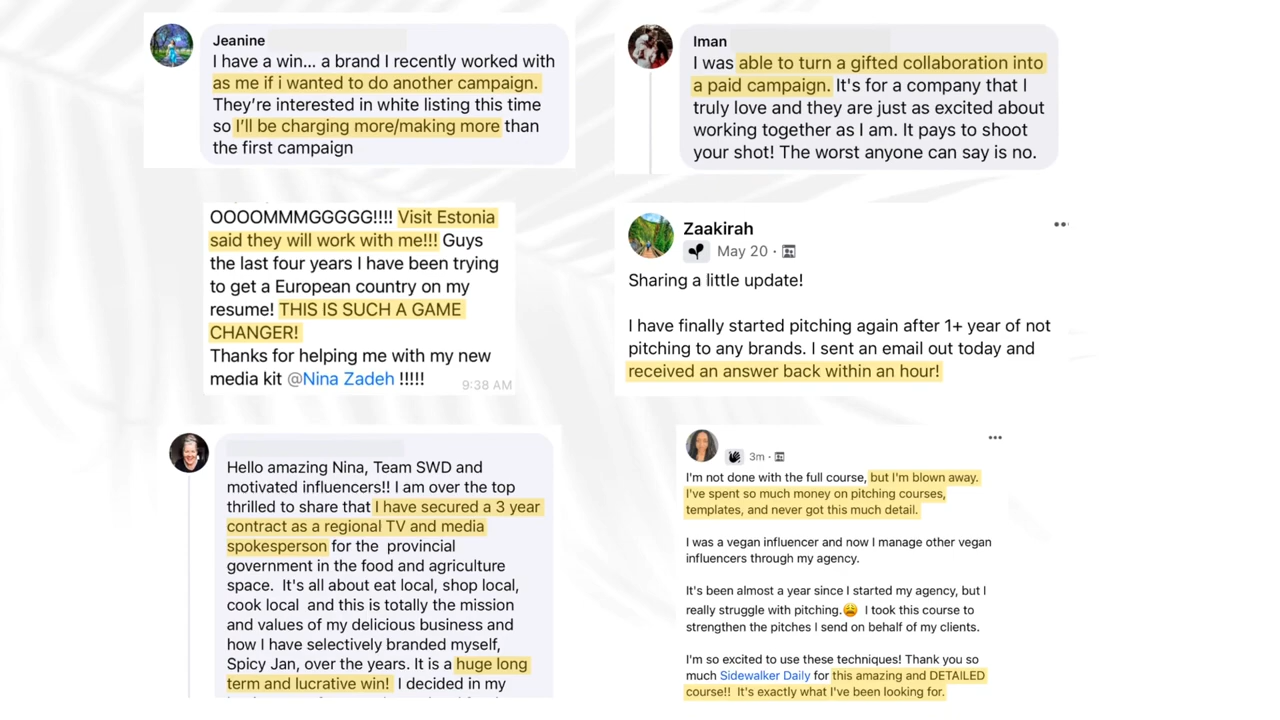 Jeanine
I have a win... a brand I recently worked with
as me if i wanted to do another campaign.
They're interested in white listing this time
so I'll be charging more/making more than
the first campaign
Iman
I was able to turn a gifted collaboration into
a paid campaign. It's for a company that I
truly love and they are just as excited about
working together as I am. It pays to shoot
your shot! The worst anyone can say is no.
OOOOMMMGGGGG!!!! Visit Estonia
said they will work with me!!! Guys
the last four years I have been trying
to get a European country on my
resume! THIS IS SUCH A GAME
CHANGER!
Thanks for helping me with my new
media kit @Nina Zadeh !!!!!
9:38 AM
Zaakirah
May 20 ·
Sharing a little update!
I have finally started pitching again after 1+ year of not
pitching to any brands. I sent an email out today and
received an answer back within an hour!
Hello amazing Nina, Team SWD and
motivated influencers!! I am over the top
thrilled to share that I have secured a 3 year
contract as a regional TV and media
spokesperson for the provincial
government in the food and agriculture
space. It's all about eat local, shop local,
cook local and this is totally the mission
and values of my delicious business and
how I have selectively branded myself,
Spicy Jan, over the years. It is a huge long
term and lucrative win! I decided in my
3m ·
I'm not done with the full course, but I'm blown away.
I've spent so much money on pitching courses,
templates, and never got this much detail.
I was a vegan influencer and now I manage other vegan
influencers through my agency.
It's been almost a year since I started my agency, but I
really struggle with pitching.😩 I took this course to
strengthen the pitches I send on behalf of my clients.
I'm so excited to use these techniques! Thank you so
much Sidewalker Daily for this amazing and DETAILED
course!! It's exactly what I've been looking for.